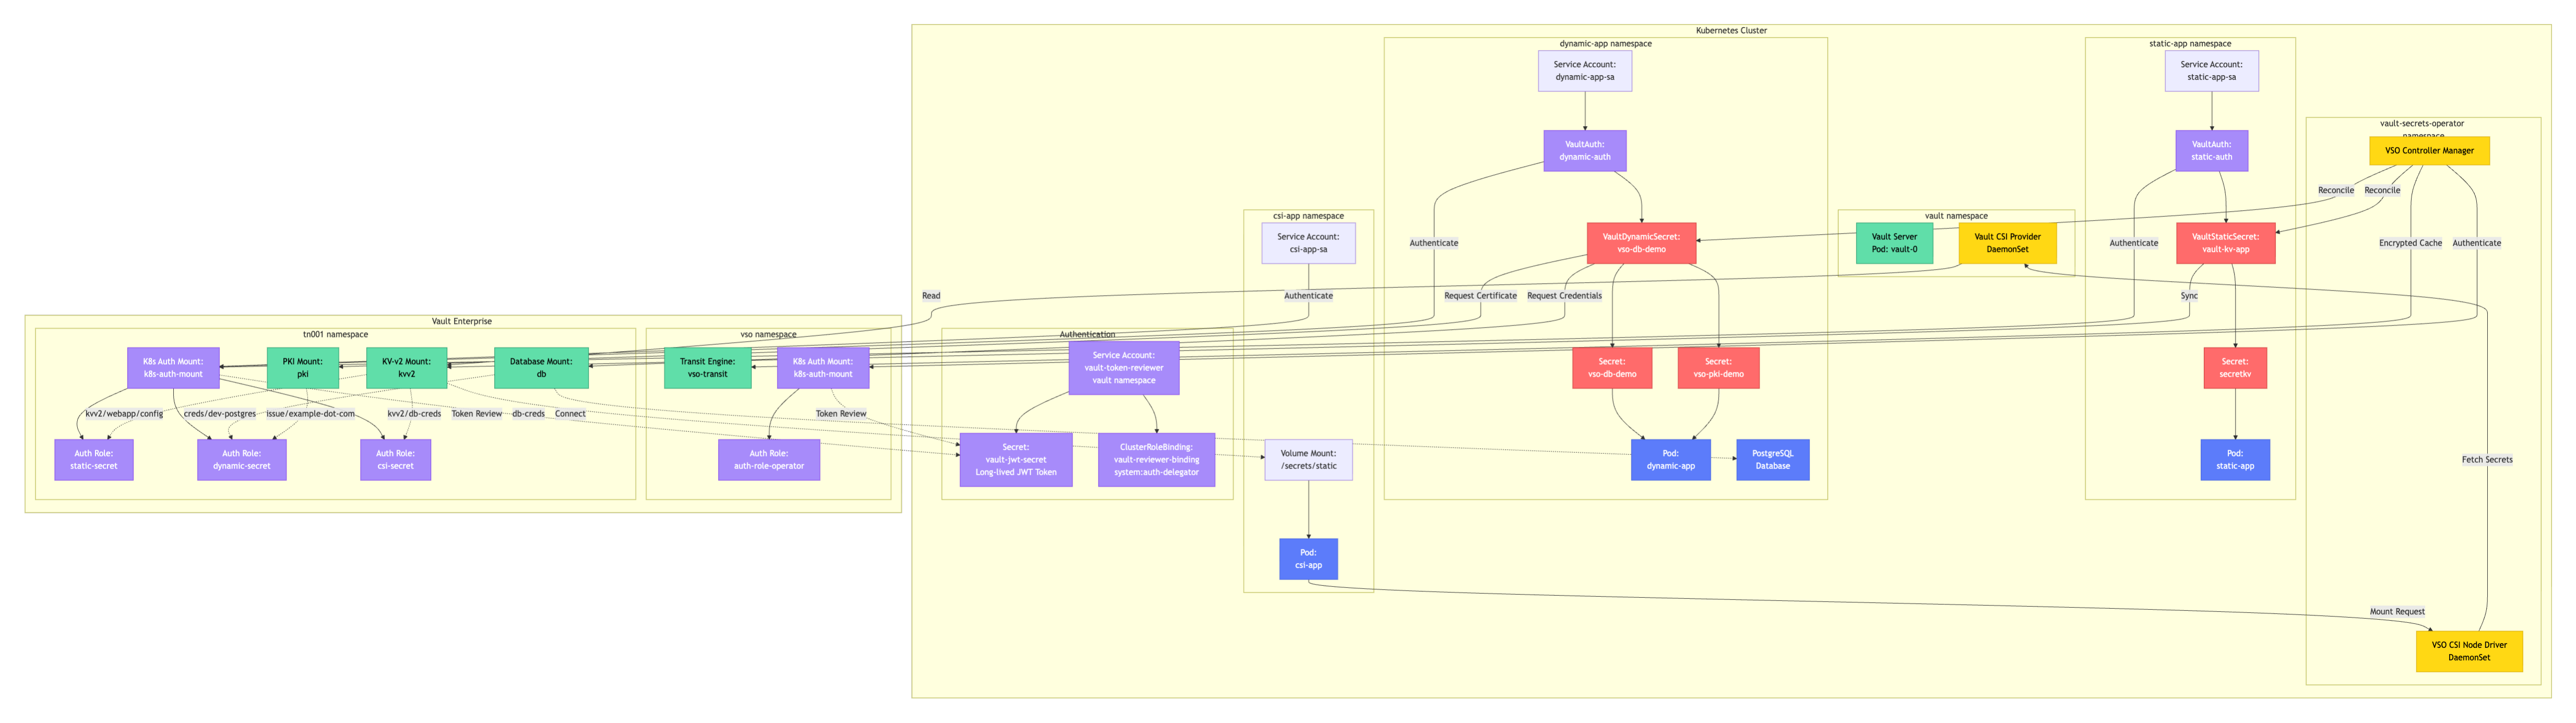 Kubernetes Cluster
dynamic-app namespace
Service Account:
dynamic-app-sa
VaultAuth:
dynamic-auth
VaultDynamicSecret:
vso-db-demo
Authenticate
Request Certificate
Request Credentials
Secret:
vso-db-demo
Secret:
vso-pki-demo
Pod:
dynamic-app
PostgreSQL
Database
static-app namespace
Service Account:
static-app-sa
VaultAuth:
static-auth
VaultStaticSecret:
vault-kv-app
Authenticate
Sync
Secret:
secretkv
Pod:
static-app
vault-secrets-operator
namespace
VSO Controller Manager
Reconcile
Reconcile
Encrypted Cache
Authenticate
Fetch Secrets
Mount Request
VSO CSI Node Driver
DaemonSet
vault namespace
Vault Server
Pod: vault-0
Vault CSI Provider
DaemonSet
csi-app namespace
Service Account:
csi-app-sa
Authenticate
Volume Mount:
/secrets/static
Pod:
csi-app
Read
Authentication
Service Account:
vault-token-reviewer
vault namespace
Secret:
vault-jwt-secret
Long-lived JWT Token
ClusterRoleBinding:
vault-reviewer-binding
system:auth-delegator
Vault Enterprise
tn001 namespace
K8s Auth Mount:
k8s-auth-mount
PKI Mount:
pki
KV-v2 Mount:
kvv2
Database Mount:
db
kvv2/webapp/config
creds/dev-postgres
issue/example-dot-com
kvv2/db-creds
Token Review
db-creds
Connect
Auth Role:
static-secret
Auth Role:
dynamic-secret
Auth Role:
csi-secret
vso namespace
Transit Engine:
vso-transit
K8s Auth Mount:
k8s-auth-mount
Token Review
Auth Role:
auth-role-operator